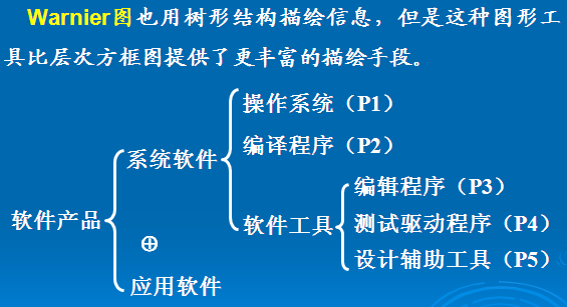 Warnier图也用树形结构描绘信息，但是这种图形工
具比层次方框图提供了更丰富的描绘手段。
操作系统（P1）
系统软件
编译程序（P2）
编辑程序（P3）
软件产品
软件工具
测试驱动程序（P4）
⊕
设计辅助工具（P5）
应用软件